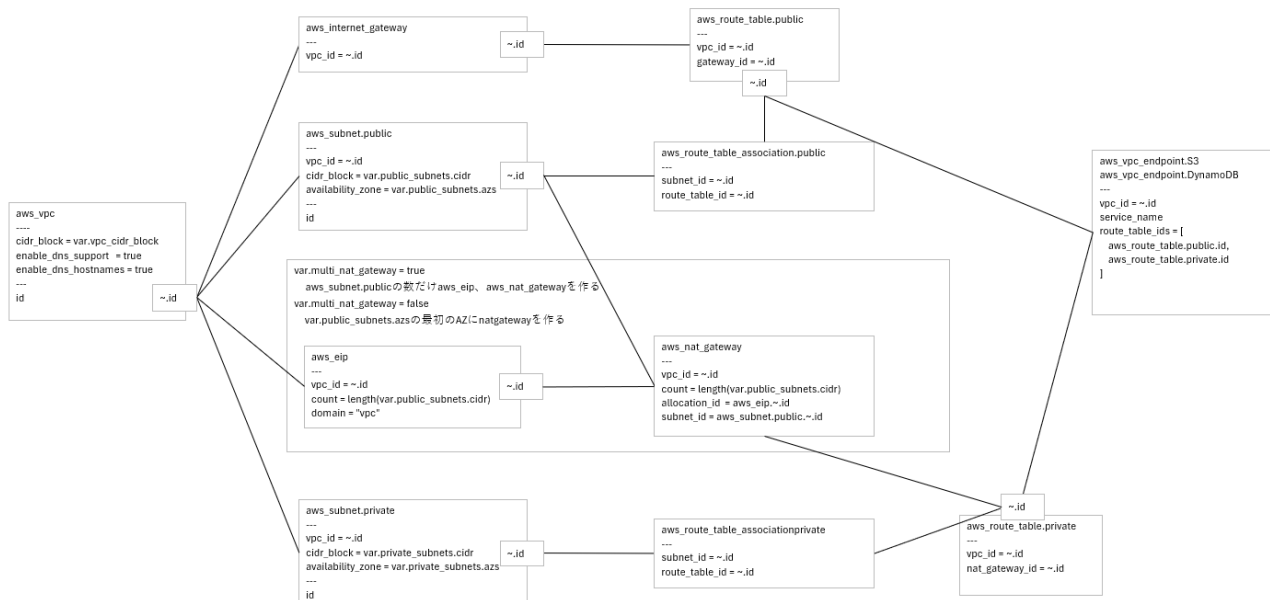 aws_vpc
----
cidr_block = var.vpc_cidr_block
enable_dns_support = true
enable_dns_hostnames = true
---
id
~.id
aws_internet_gateway
---
vpc_id = ~.id
~.id
aws_route_table.public
---
vpc_id = ~.id
gateway_id = ~.id
~.id
aws_subnet.public
---
vpc_id = ~.id
cidr_block = var.public_subnets.cidr
availability_zone = var.public_subnets.azs
---
id
~.id
aws_route_table_association.public
---
subnet_id = ~.id
route_table_id = ~.id
aws_vpc_endpoint.S3
aws_vpc_endpoint.DynamoDB
---
vpc_id = ~.id
service_name
route_table_ids = [
aws_route_table.public.id,
aws_route_table.private.id
]
var.multi_nat_gateway = true
aws_subnet.publicの数だけaws_eip、aws_nat_gatewayを作る
var.multi_nat_gateway = false
var.public_subnets.azsの最初のAZにnatgatewayを作る
aws_eip
---
vpc_id = ~.id
count = length(var.public_subnets.cidr)
domain = "vpc"
~.id
aws_nat_gateway
---
vpc_id = ~.id
count = length(var.public_subnets.cidr)
allocation_id = aws_eip.~.id
subnet_id = aws_subnet.public.~.id
aws_subnet.private
---
vpc_id = ~.id
cidr_block = var.private_subnets.cidr
availability_zone = var.private_subnets.azs
---
id
~.id
aws_route_table_associationprivate
---
subnet_id = ~.id
route_table_id = ~.id
~.id
aws_route_table.private
---
vpc_id = ~.id
nat_gateway_id = ~.id